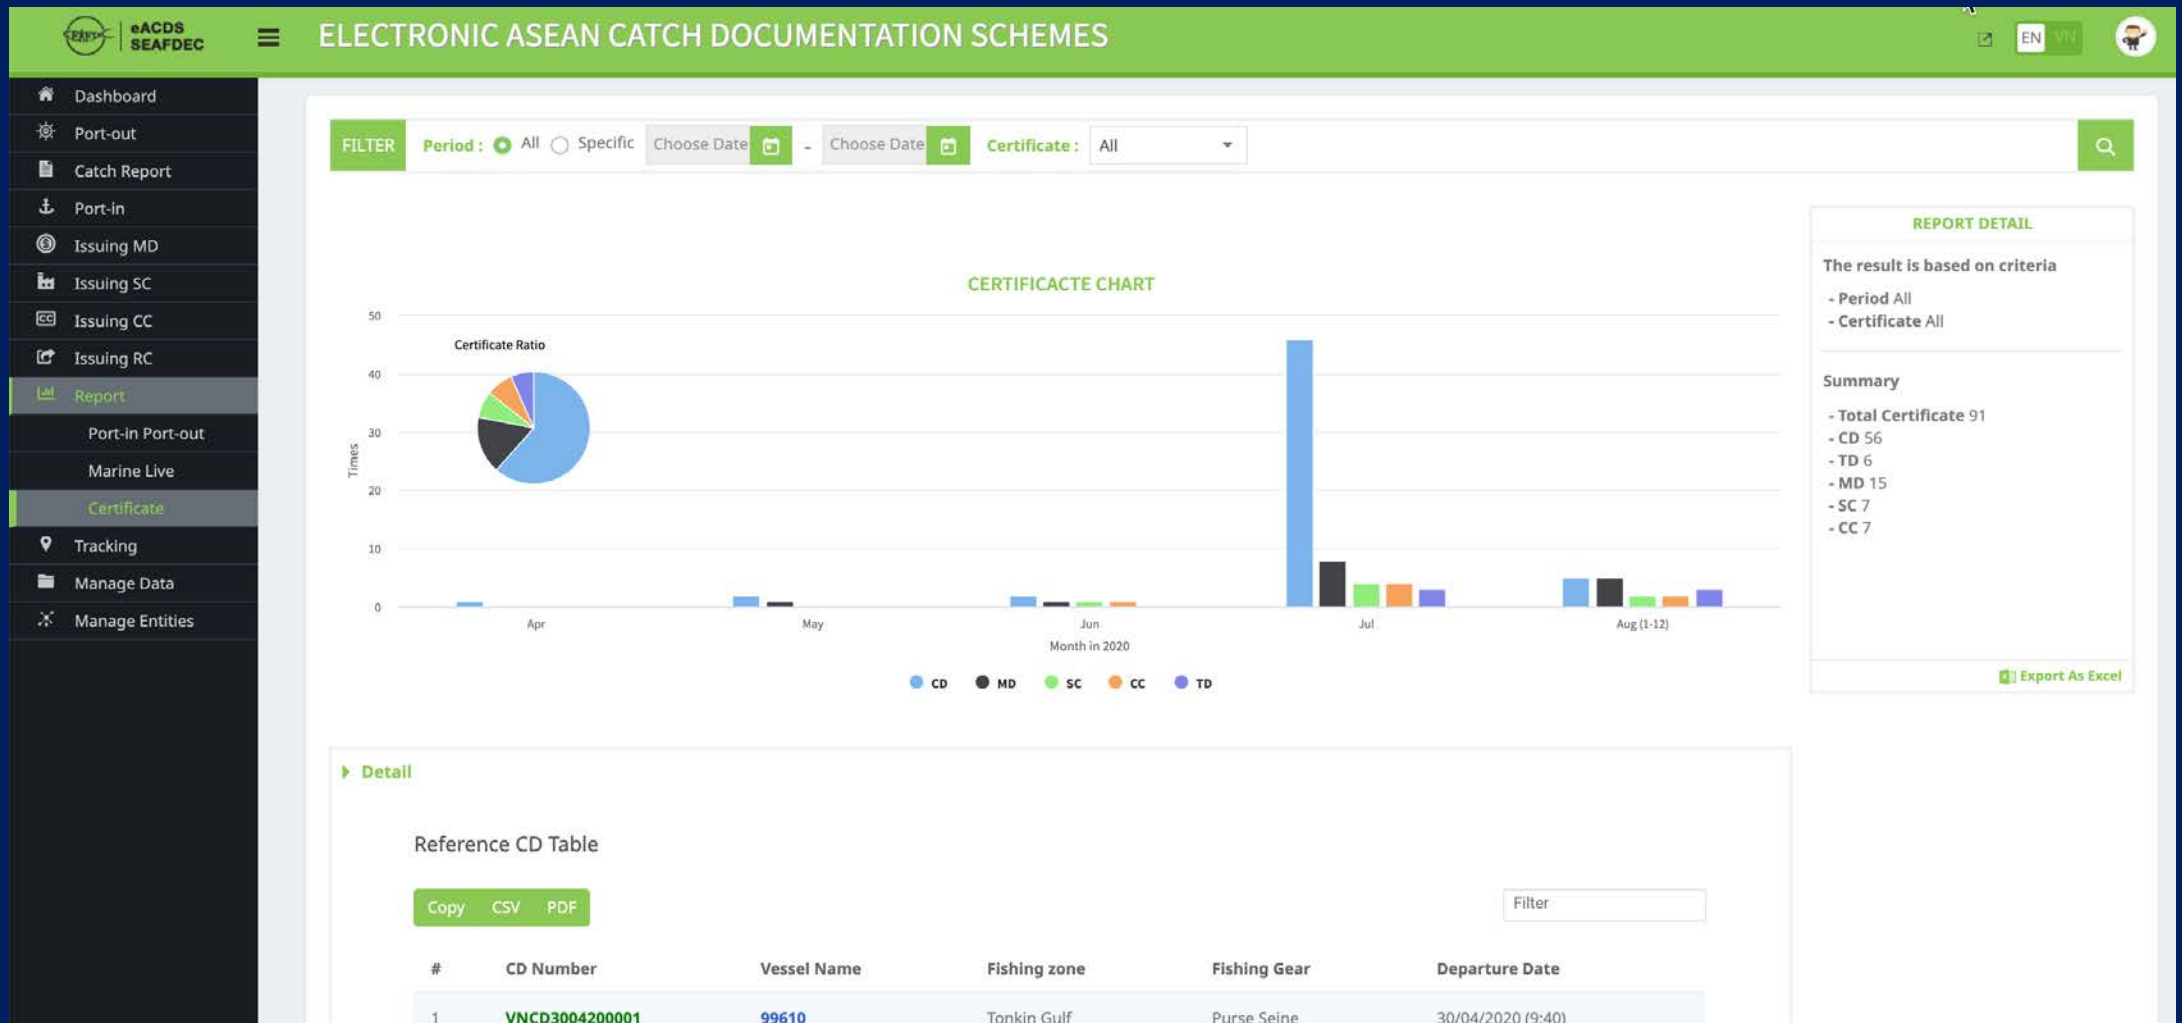 eACDS
SEAFDEC
ELECTRONIC ASEAN CATCH DOCUMENTATION SCHEMES
EN VN
Dashboard
Port-out
Catch Report
Port-in
Issuing MD
Issuing SC
Issuing CC
Issuing RC
Report
Port-in Port-out
Marine Live
Certificate
Tracking
Manage Data
Manage Entities
FILTER Period : All Specific Choose Date - Choose Date Certificate : All
CERTIFICACTE CHART
Certificate Ratio
50
40
30
20
10
0
Times
Apr May Jun Jul Aug (1-12)
Month in 2020
CD MD SC CC TD
REPORT DETAIL
The result is based on criteria
- Period All
- Certificate All
Summary
- Total Certificate 91
- CD 56
- TD 6
- MD 15
- SC 7
- CC 7
Export As Excel
Detail
Reference CD Table
Copy CSV PDF
Filter
# CD Number Vessel Name Fishing zone Fishing Gear Departure Date
1 VNCD3004200001 99610 Tonkin Gulf Purse Seine 30/04/2020 (9:40)